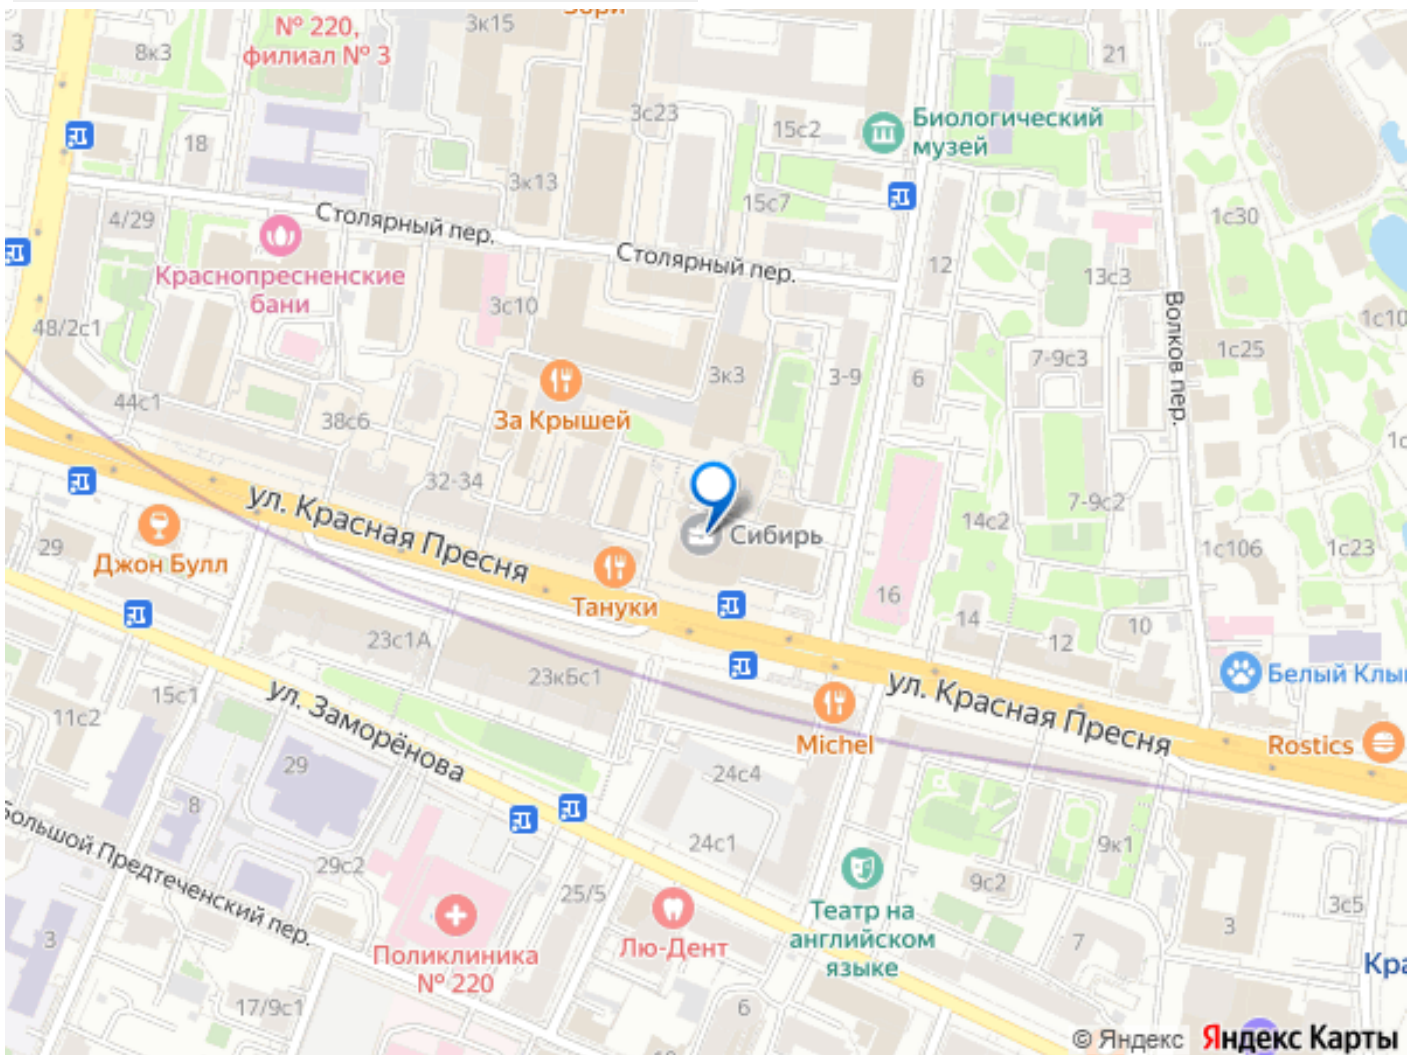 3к15
№ 220,
филиал № 3
3
8к3
21
3с23
15с2
Биологический
музей
18
3к13
15с7
1с30
4/29
Столярный пер.
Столярный пер.
12
13с3
Краснопресненские
бани
3с10
1с10
48/2с1
Волков пер.
3к3
3-9
6
7-9с3
1с25
44с1
38с6
За Крышей
32-34
7-9с2
14с2
ул. Красная Пресня
Сибирь
29
Джон Булл
1с106
1с23
Тануки
16
14
12
10
23с1А
23кБс1
15с1
11с2
ул. Заморёнова
ул. Красная Пресня
Белый Клы
Michel
Rostics
29
24с4
8
Большой Предтеченский пер.
24с1
9к1
29с2
25/5
9с2
3с5
3
Поликлиника
№ 220
Лю-Дент
Театр на
английском
языке
7
3
Кра
17/9с1
6
© Яндекс Яндекс Карты